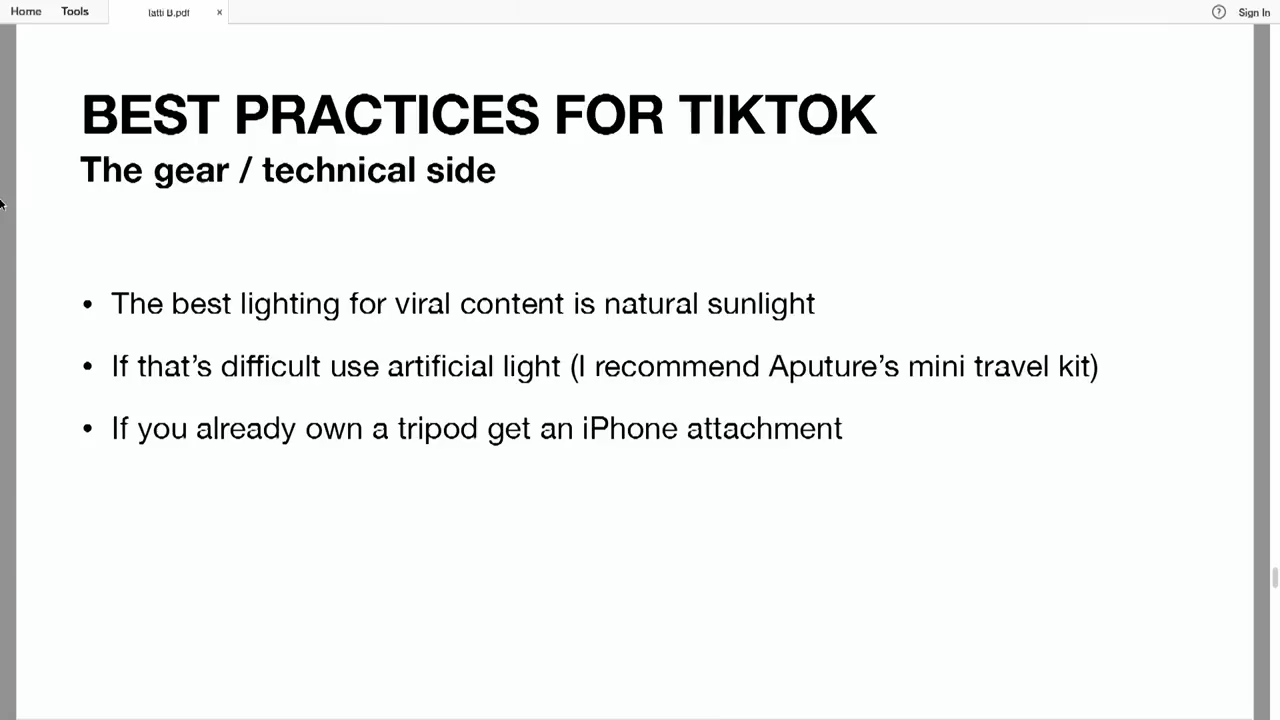 Home Tools Iatti B.pdf × ? Sign In
BEST PRACTICES FOR TIKTOK
The gear / technical side
• The best lighting for viral content is natural sunlight
• If that’s difficult use artificial light (I recommend Aputure’s mini travel kit)
• If you already own a tripod get an iPhone attachment